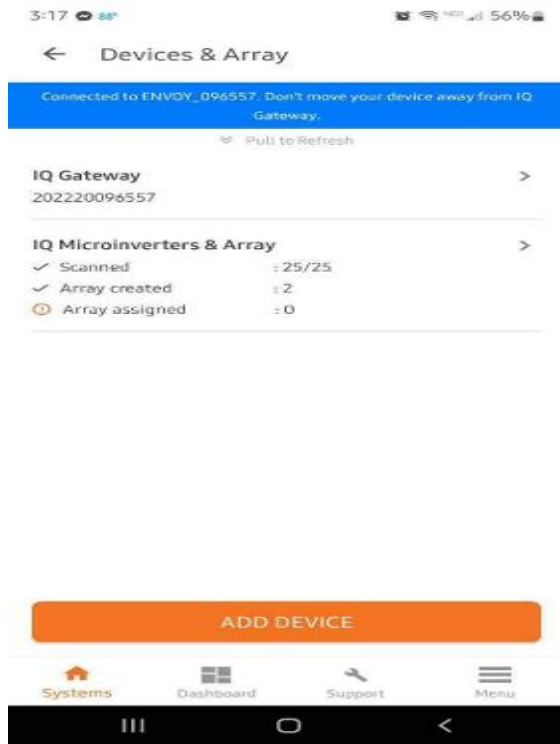 3:17 88°
56%
Devices & Array
Connected to ENVOY_096557. Don't move your device away from IQ
Gateway.
Pull to Refresh
IQ Gateway
202220096557
IQ Microinverters & Array
Scanned : 25/25
Array created : 2
Array assigned : 0
ADD DEVICE
Systems Dashboard Support Menu